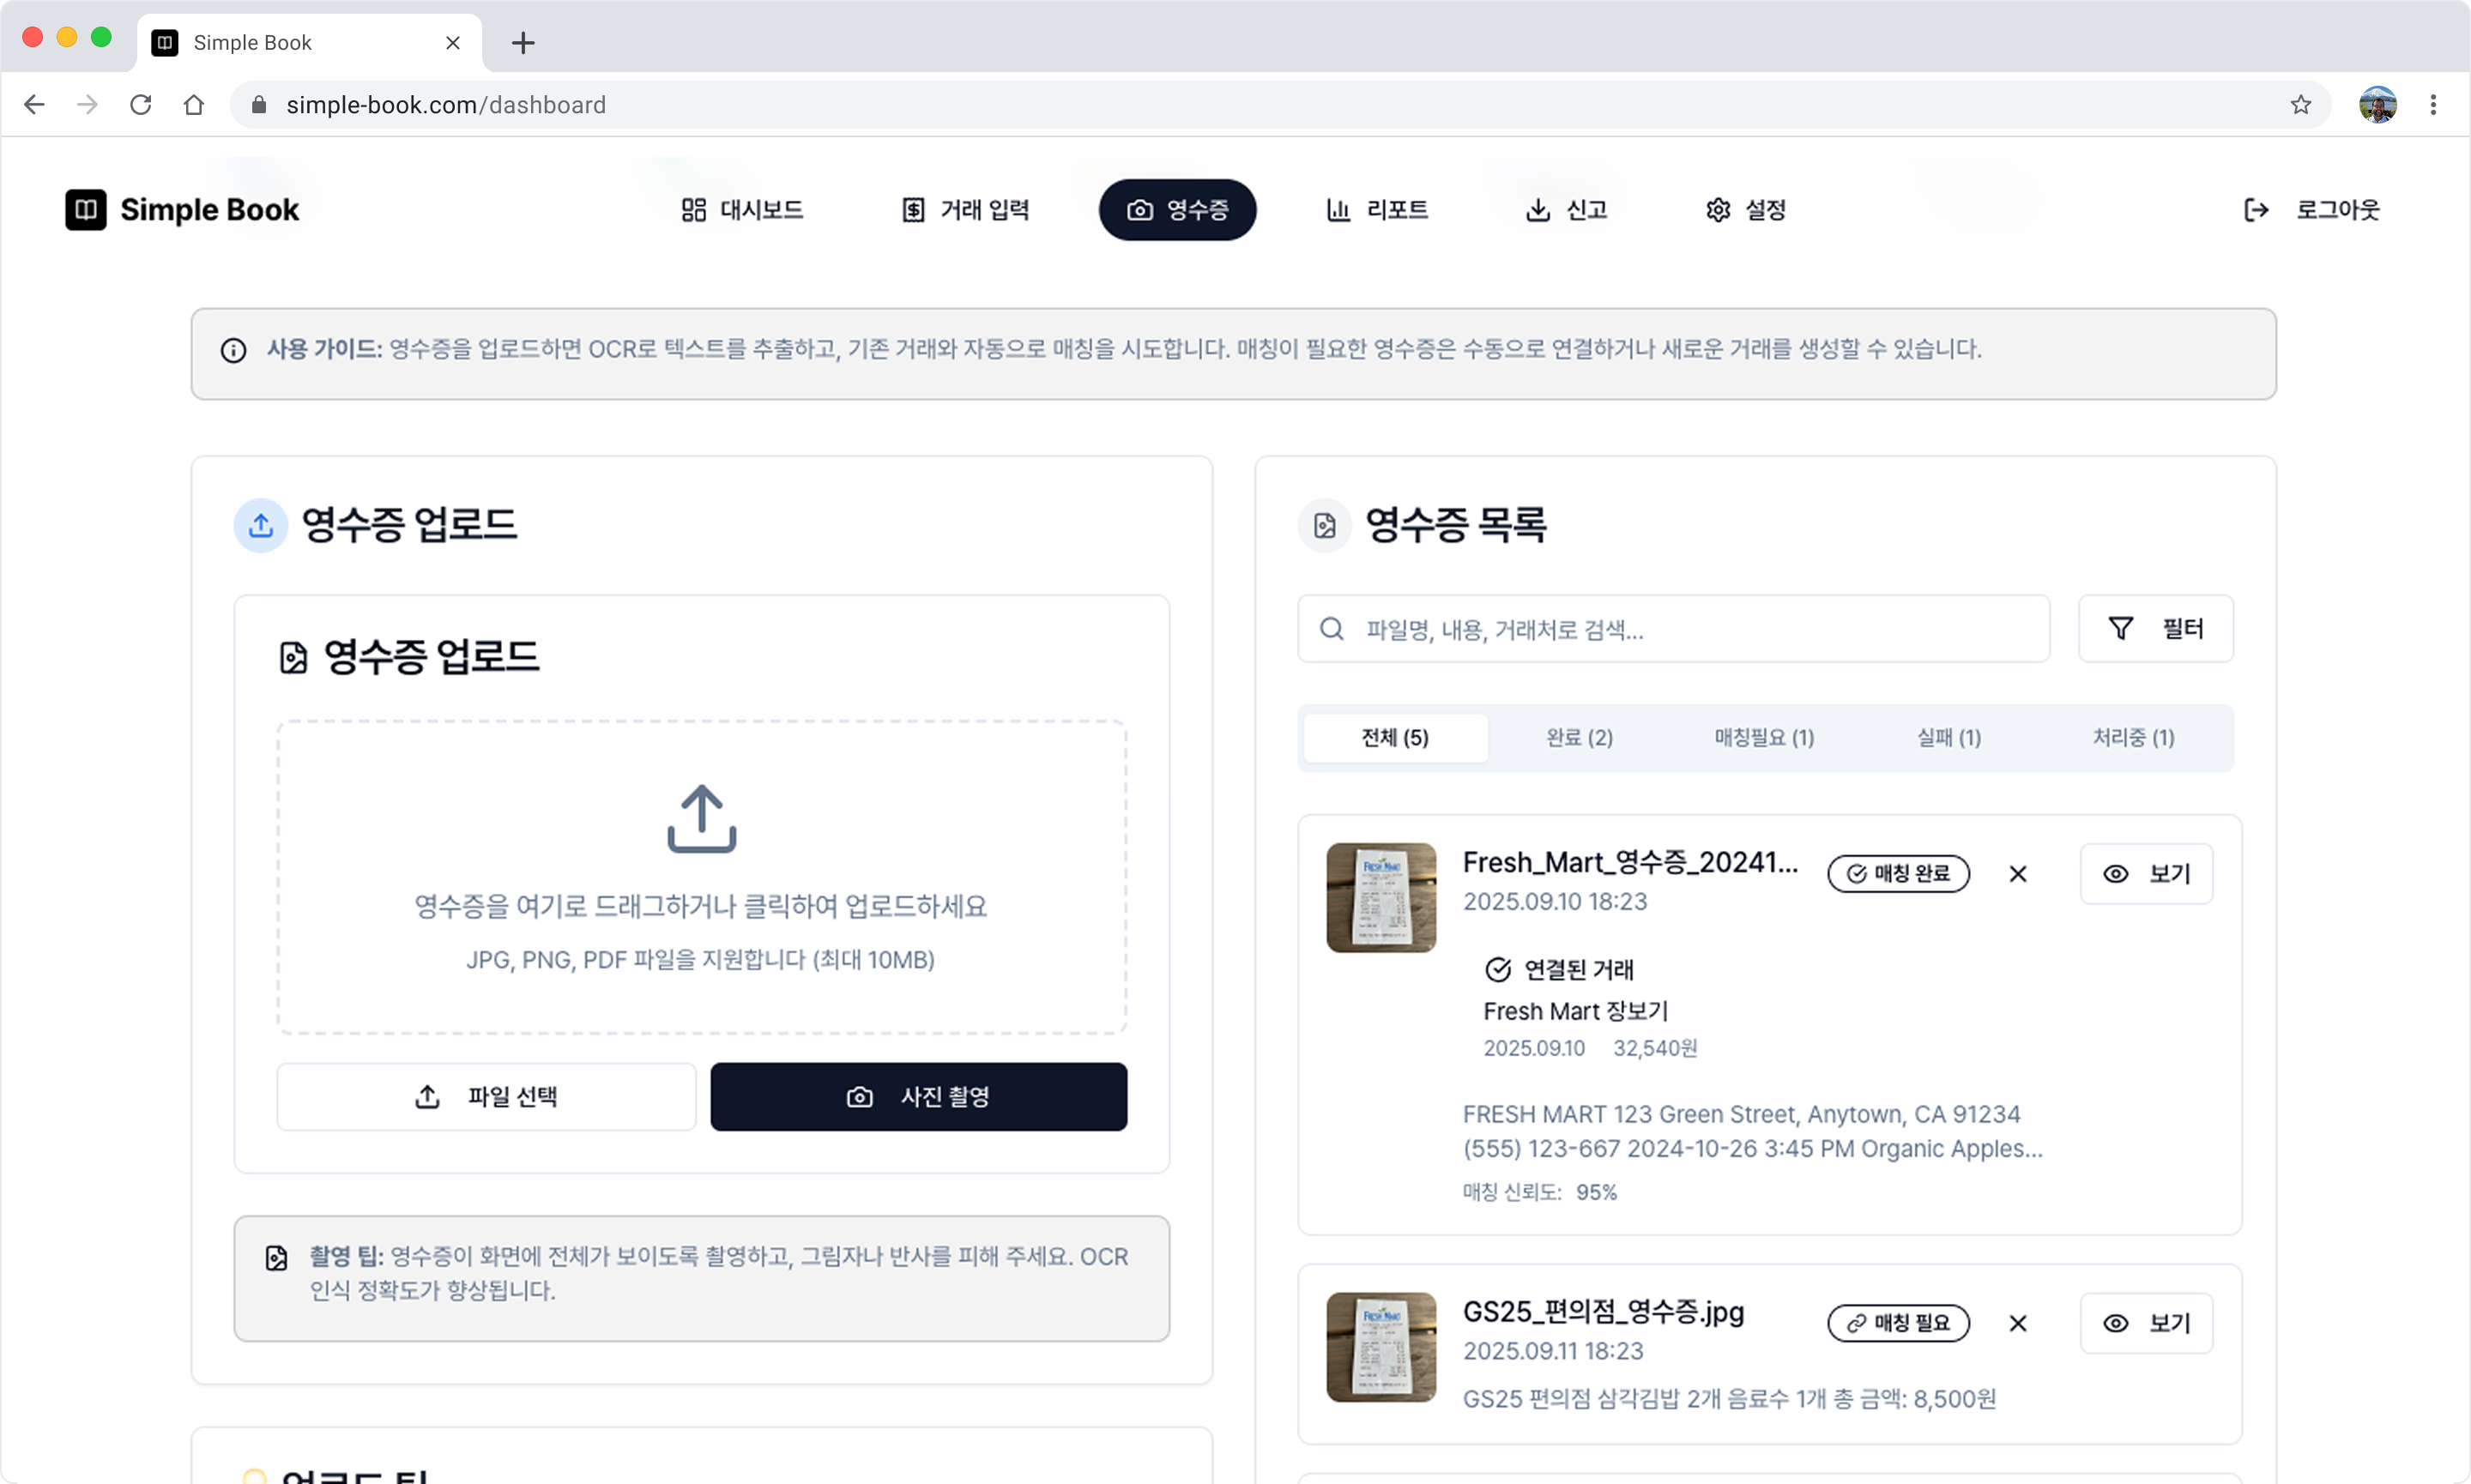 Simple Book
simple-book.com/dashboard
Simple Book
대시보드
거래 입력
영수증
리포트
신고
설정
로그아웃
사용 가이드: 영수증을 업로드하면 OCR로 텍스트를 추출하고, 기존 거래와 자동으로 매칭을 시도합니다. 매칭이 필요한 영수증은 수동으로 연결하거나 새로운 거래를 생성할 수 있습니다.
영수증 업로드
영수증 업로드
영수증을 여기로 드래그하거나 클릭하여 업로드하세요
JPG, PNG, PDF 파일을 지원합니다 (최대 10MB)
파일 선택
사진 촬영
촬영 팁: 영수증이 화면에 전체가 보이도록 촬영하고, 그림자나 반사를 피해 주세요. OCR
인식 정확도가 향상됩니다.
업로드 팁
영수증 목록
파일명, 내용, 거래처로 검색...
필터
전체 (5)
완료 (2)
매칭필요 (1)
실패 (1)
처리중 (1)
FRESH MART
Fresh_Mart_영수증_20241...
매칭 완료
보기
2025.09.10 18:23
연결된 거래
Fresh Mart 장보기
2025.09.10 32,540원
FRESH MART 123 Green Street, Anytown, CA 91234
(555) 123-667 2024-10-26 3:45 PM Organic Apples...
매칭 신뢰도: 95%
FRESH MART
GS25_편의점_영수증.jpg
매칭 필요
보기
2025.09.11 18:23
GS25 편의점 삼각김밥 2개 음료수 1개 총 금액: 8,500원